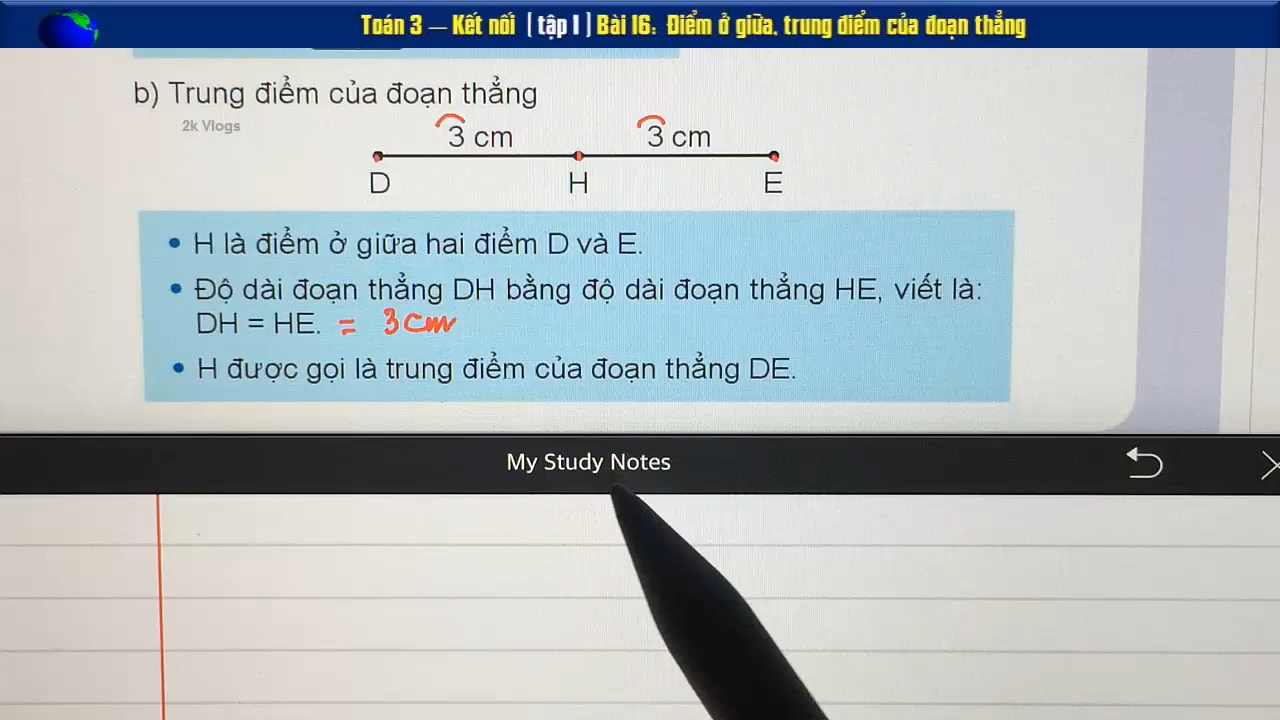 Toán 3 – Kết nối [ tập 1 ] Bài 16: Điểm ở giữa, trung điểm của đoạn thẳng
b) Trung điểm của đoạn thẳng
2k Vlogs
3 cm 3 cm
D H E
• H là điểm ở giữa hai điểm D và E.
• Độ dài đoạn thẳng DH bằng độ dài đoạn thẳng HE, viết là:
DH = HE. = 3cm
• H được gọi là trung điểm của đoạn thẳng DE.
My Study Notes